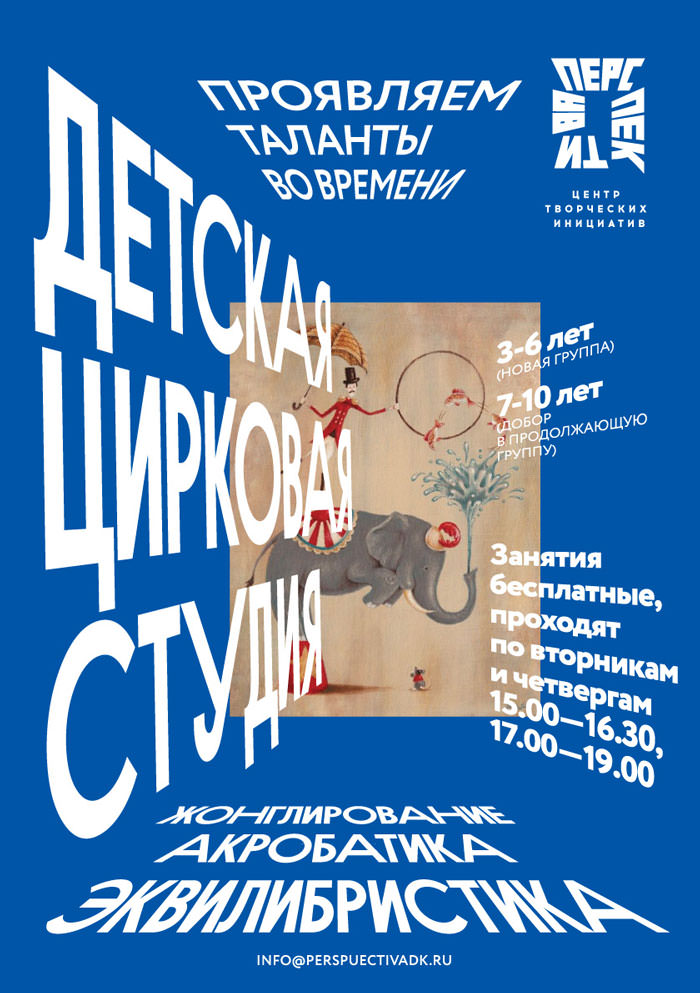 ПРОЯВЛЯЕМ
ТАЛАНТЫ
ВО ВРЕМЕНИ
ПЕРС
ПЕК
ТИ
ВА
ЦЕНТР
ТВОРЧЕСКИХ
ИНИЦИАТИВ
ДЕТСКАЯ
ЦИРКОВАЯ
СТУДИЯ
3-6 лет
(НОВАЯ ГРУППА)
7-10 лет
(ДОБОР
В ПРОДОЛЖАЮЩУЮ
ГРУППУ)
Занятия
бесплатные,
проходят
по вторникам
и четвергам
15.00—16.30,
17.00—19.00
ЖОНГЛИРОВАНИЕ
АКРОБАТИКА
ЭКВИЛИБРИСТИКА
INFO@PERSPUECTIVADK.RU